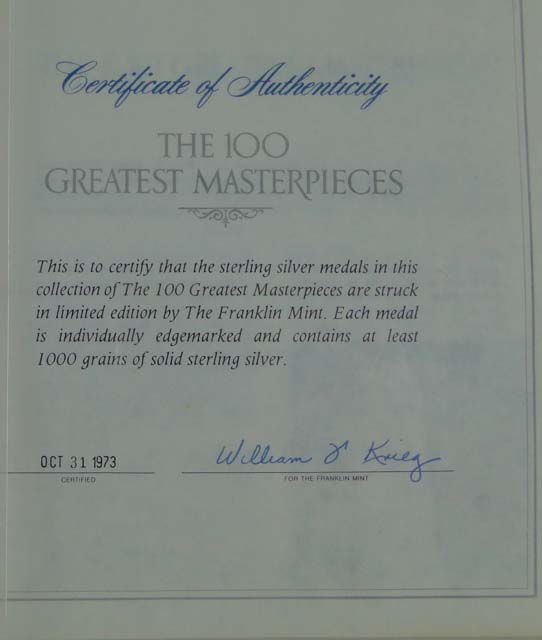 Certificate of Authenticity
THE 100
GREATEST MASTERPIECES
This is to certify that the sterling silver medals in this
collection of The 100 Greatest Masterpieces are struck
in limited edition by The Franklin Mint. Each medal
is individually edgemarked and contains at least
1000 grains of solid sterling silver.
OCT 31 1973
CERTIFIED
William F Krieg
FOR THE FRANKLIN MINT